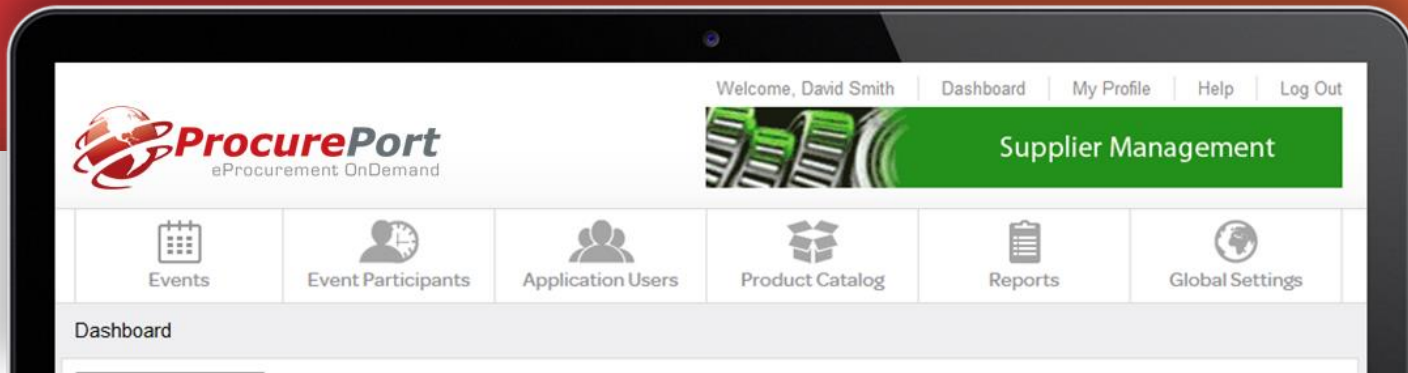 Welcome, David Smith Dashboard My Profile Help Log Out
ProcurePort
eProcurement OnDemand
Supplier Management
Events Event Participants Application Users Product Catalog Reports Global Settings
Dashboard